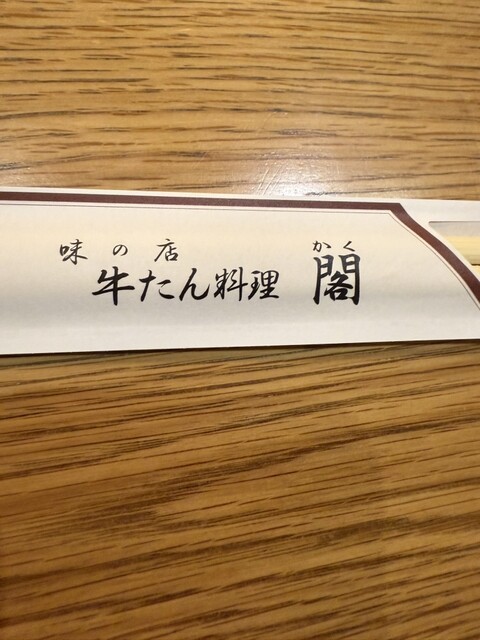 味の店
牛たん料理 閣
かく